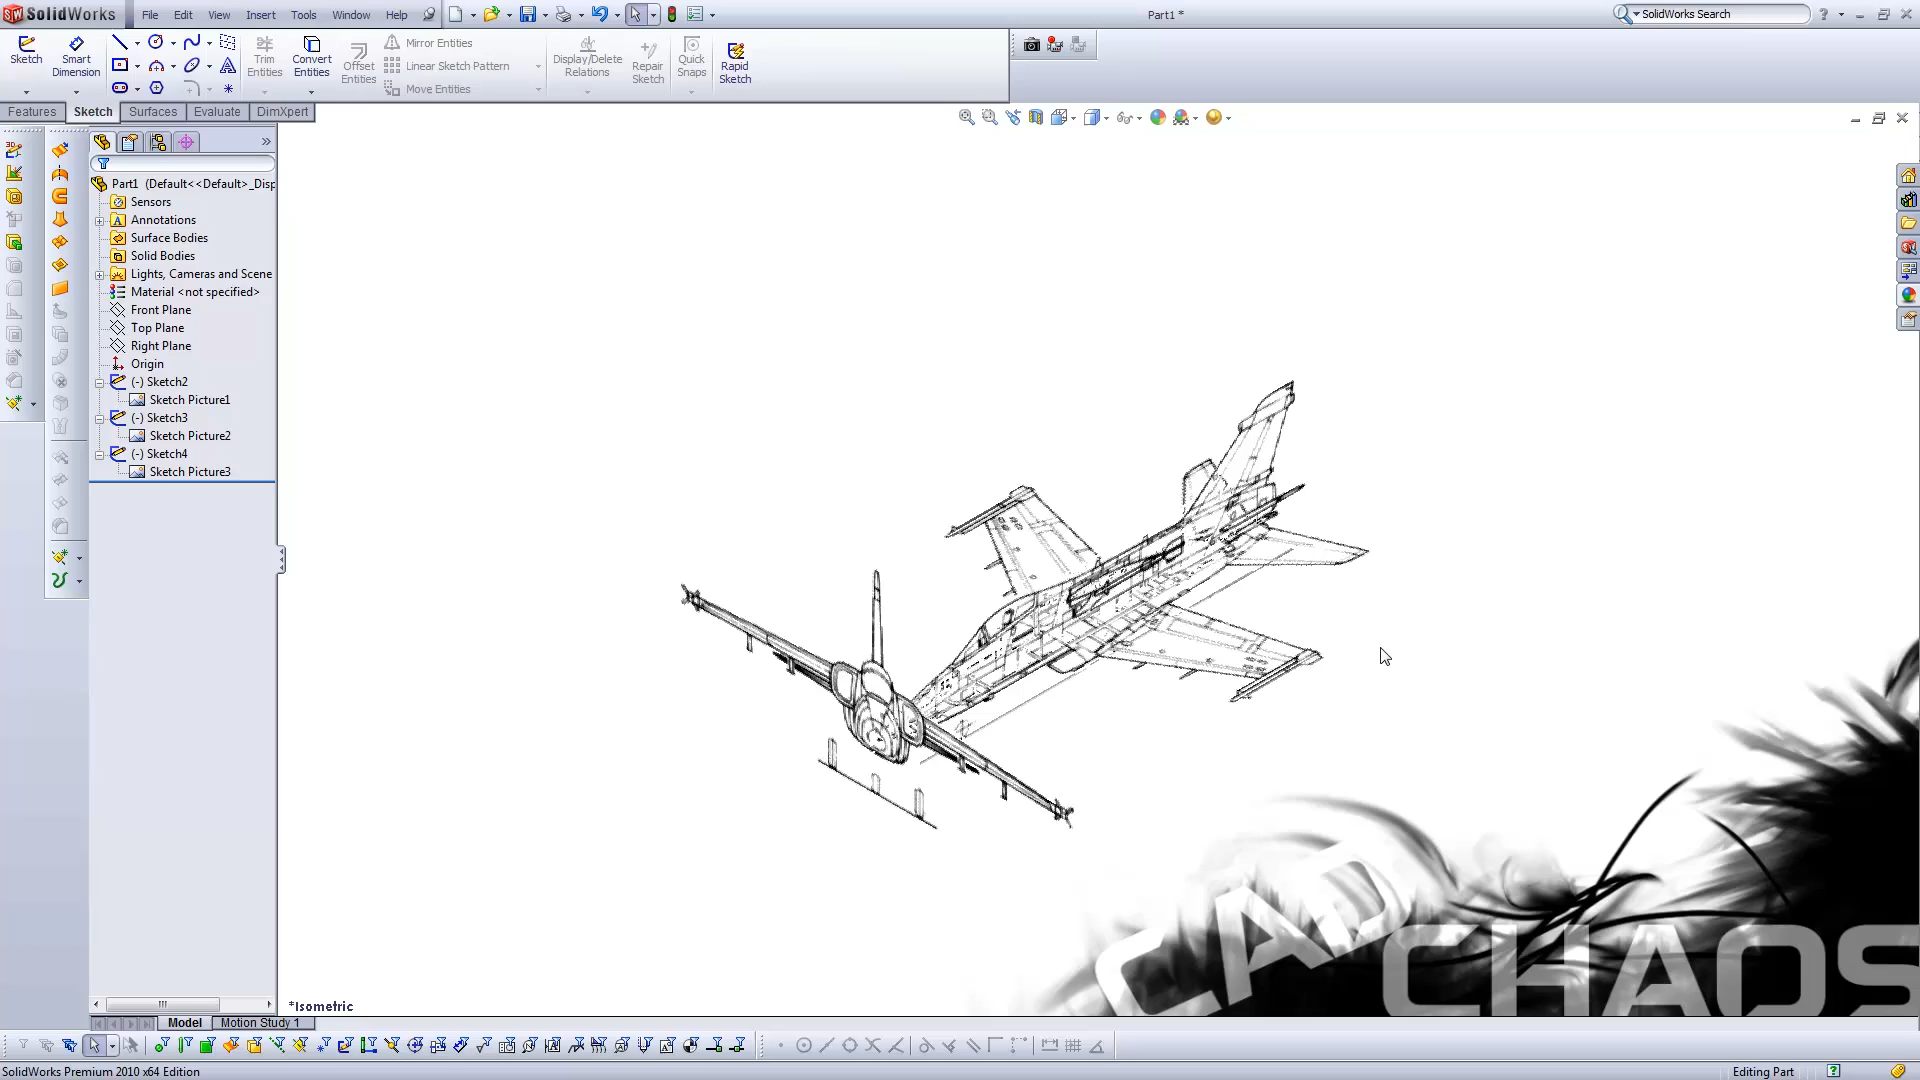 SolidWorks
File Edit View Insert Tools Window Help
Part1 *
SolidWorks Search
Sketch
Smart Dimension
Trim Entities
Convert Entities
Offset Entities
Mirror Entities
Linear Sketch Pattern
Move Entities
Display/Delete Relations
Repair Sketch
Quick Snaps
Rapid Sketch
Features Sketch Surfaces Evaluate DimXpert
Part1 (Default<<Default>_Disp
Sensors
Annotations
Surface Bodies
Solid Bodies
Lights, Cameras and Scene
Material <not specified>
Front Plane
Top Plane
Right Plane
Origin
(-) Sketch2
Sketch Picture1
(-) Sketch3
Sketch Picture2
(-) Sketch4
Sketch Picture3
*Isometric
CAD
CHAOS
Model Motion Study 1
SolidWorks Premium 2010 x64 Edition
Editing Part